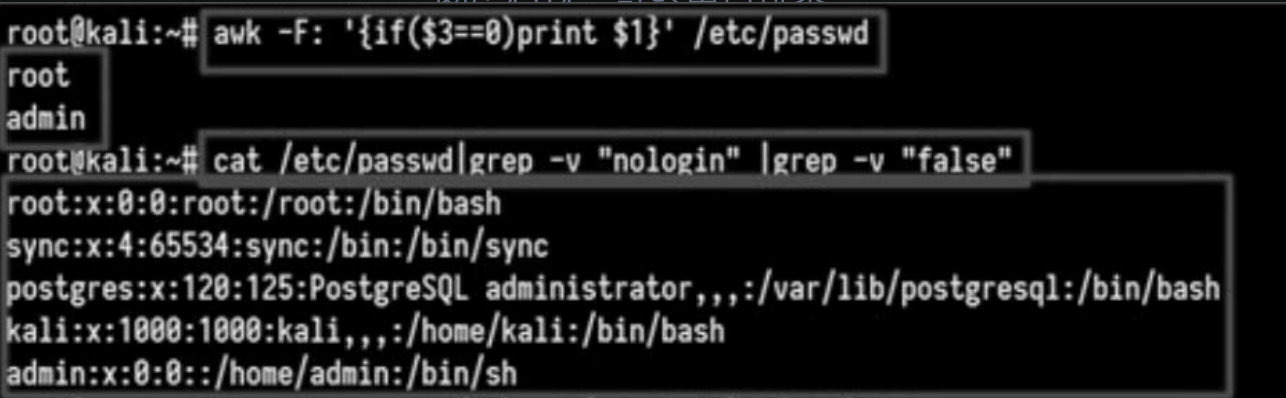 root@kali:~# awk -F: '{if($3==0)print $1}' /etc/passwd
root
admin
root@kali:~# cat /etc/passwd|grep -v "nologin" |grep -v "false"
root:x:0:0:root:/root:/bin/bash
sync:x:4:65534:sync:/bin:/bin/sync
postgres:x:120:125:PostgreSQL administrator,,,:/var/lib/postgresql:/bin/bash
kali:x:1000:1000:kali,,,:/home/kali:/bin/bash
admin:x:0:0::/home/admin:/bin/sh